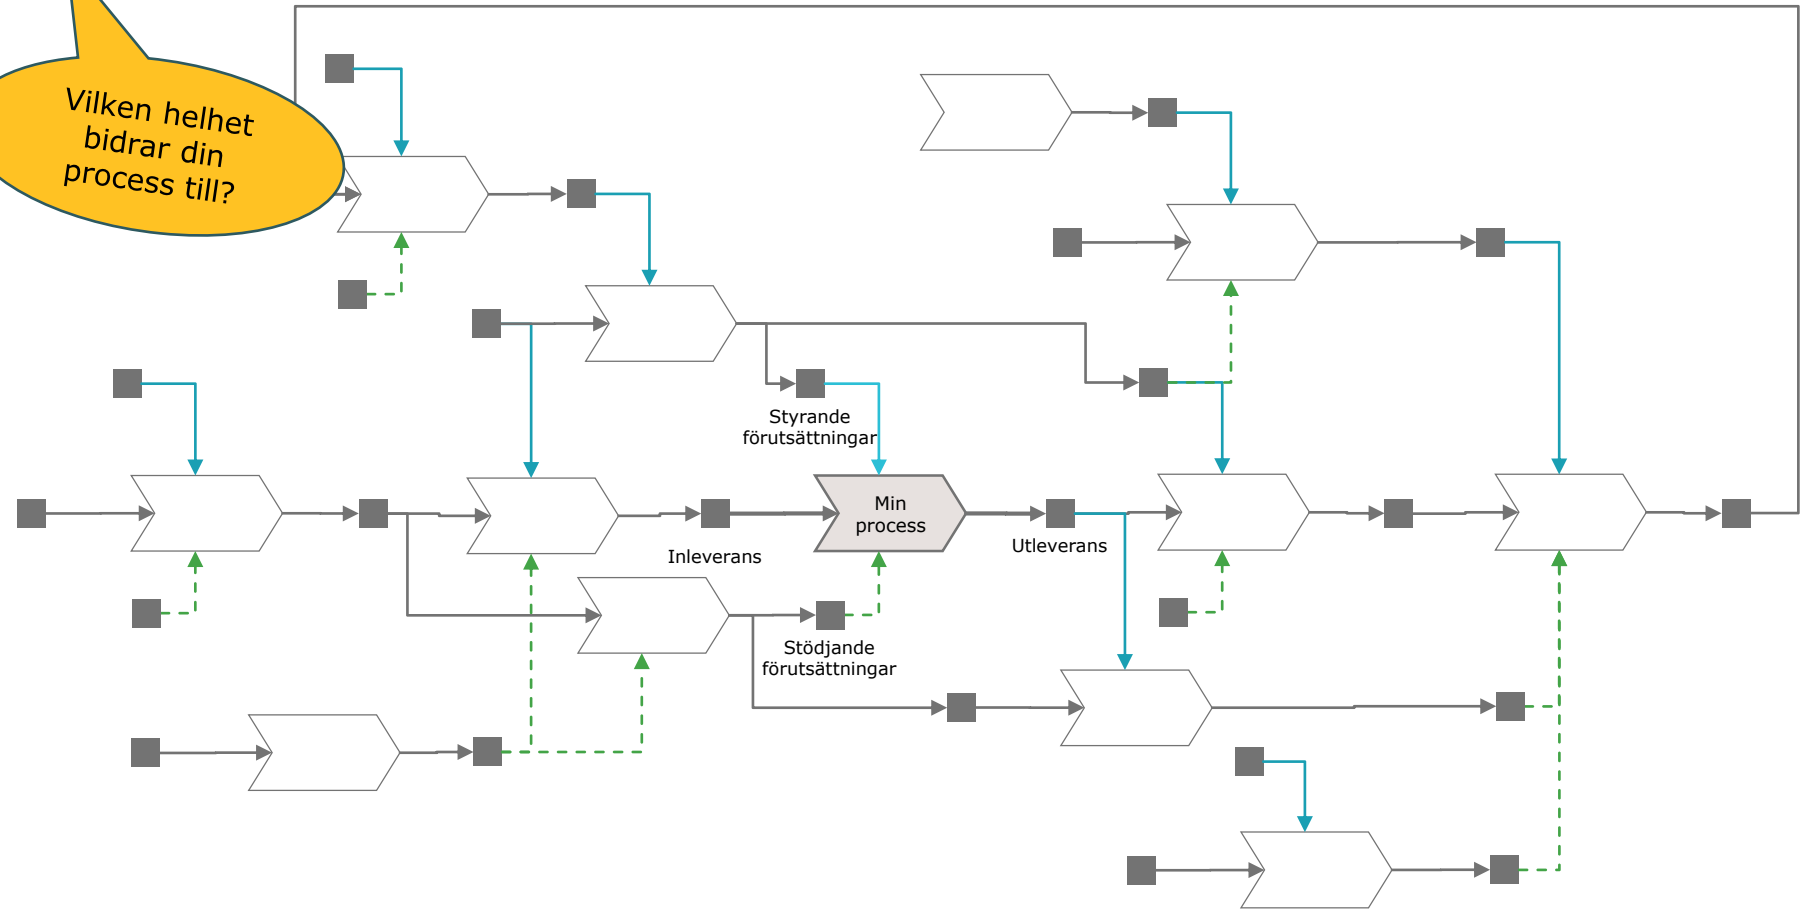 Vilken helhet
bidrar din
process till?
Styrande
förutsättningar
Min
process
Inleverans
Utleverans
Stödjande
förutsättningar